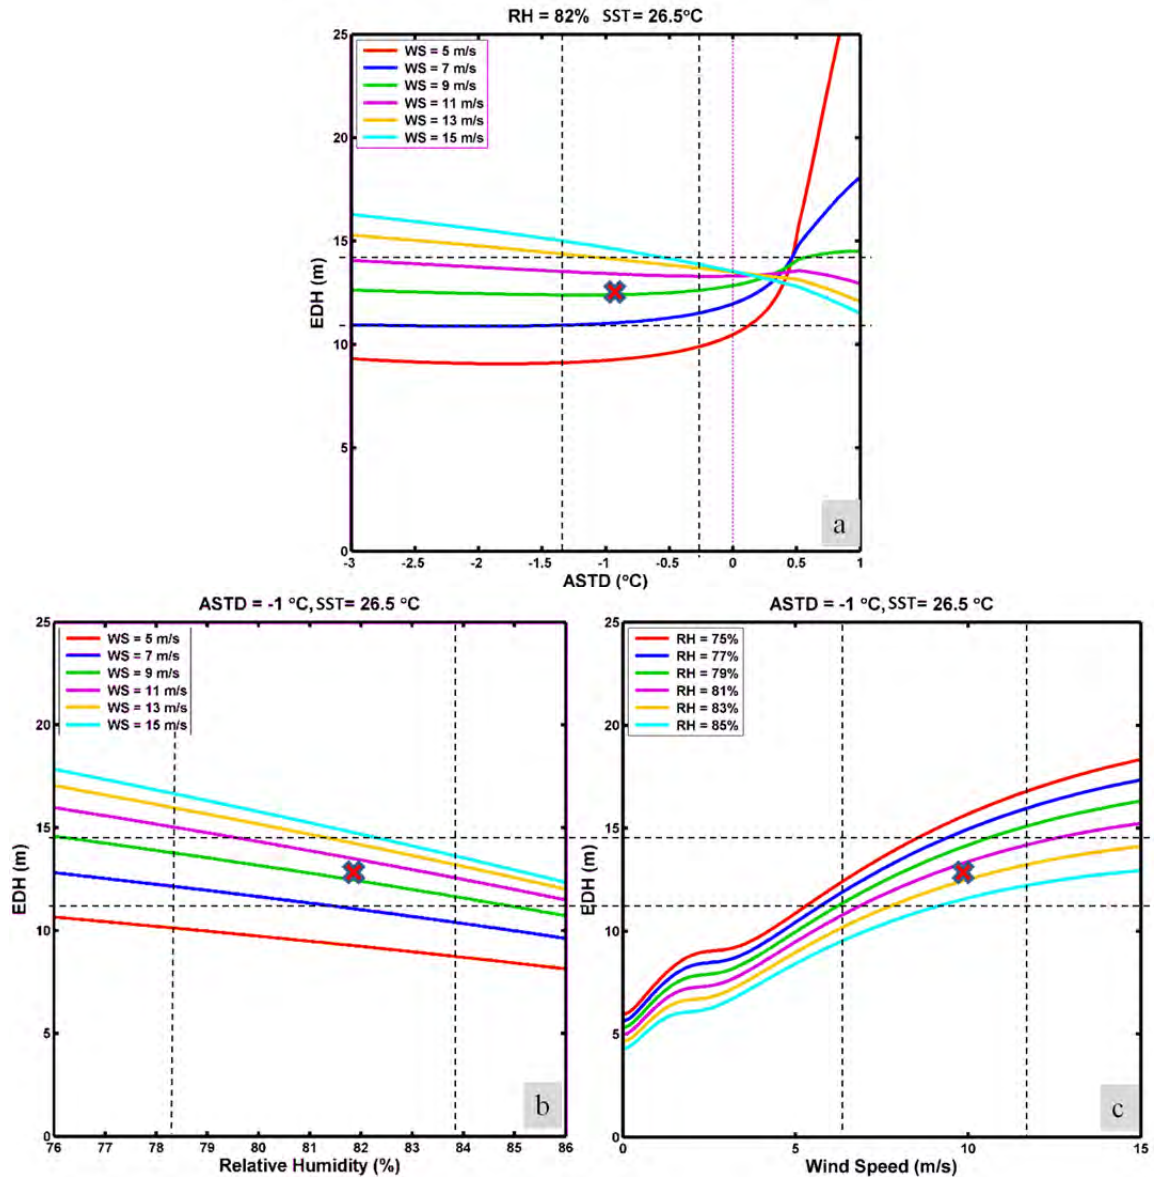 RH = 82% SST = 26.5°C
25
20
15
10
5
0
EDH (m)
WS = 5 m/s
WS = 7 m/s
WS = 9 m/s
WS = 11 m/s
WS = 13 m/s
WS = 15 m/s
a
-3 -2.5 -2 -1.5 -1 -0.5 0 0.5 1
ASTD (°C)
ASTD = -1 °C, SST= 26.5 °C
25
20
15
10
5
0
EDH (m)
WS = 5 m/s
WS = 7 m/s
WS = 9 m/s
WS = 11 m/s
WS = 13 m/s
WS = 15 m/s
b
76 78 79 80 81 82 83 84 85 86
Relative Humidity (%)
ASTD = -1 °C, SST= 26.5 °C
25
20
15
10
5
0
EDH (m)
RH = 75%
RH = 77%
RH = 79%
RH = 81%
RH = 83%
RH = 85%
c
0 5 10 15
Wind Speed (m/s)